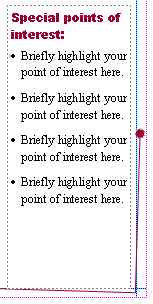 Special points of
interest:
• Briefly highlight your
point of interest here.
• Briefly highlight your
point of interest here.
• Briefly highlight your
point of interest here.
• Briefly highlight your
point of interest here.